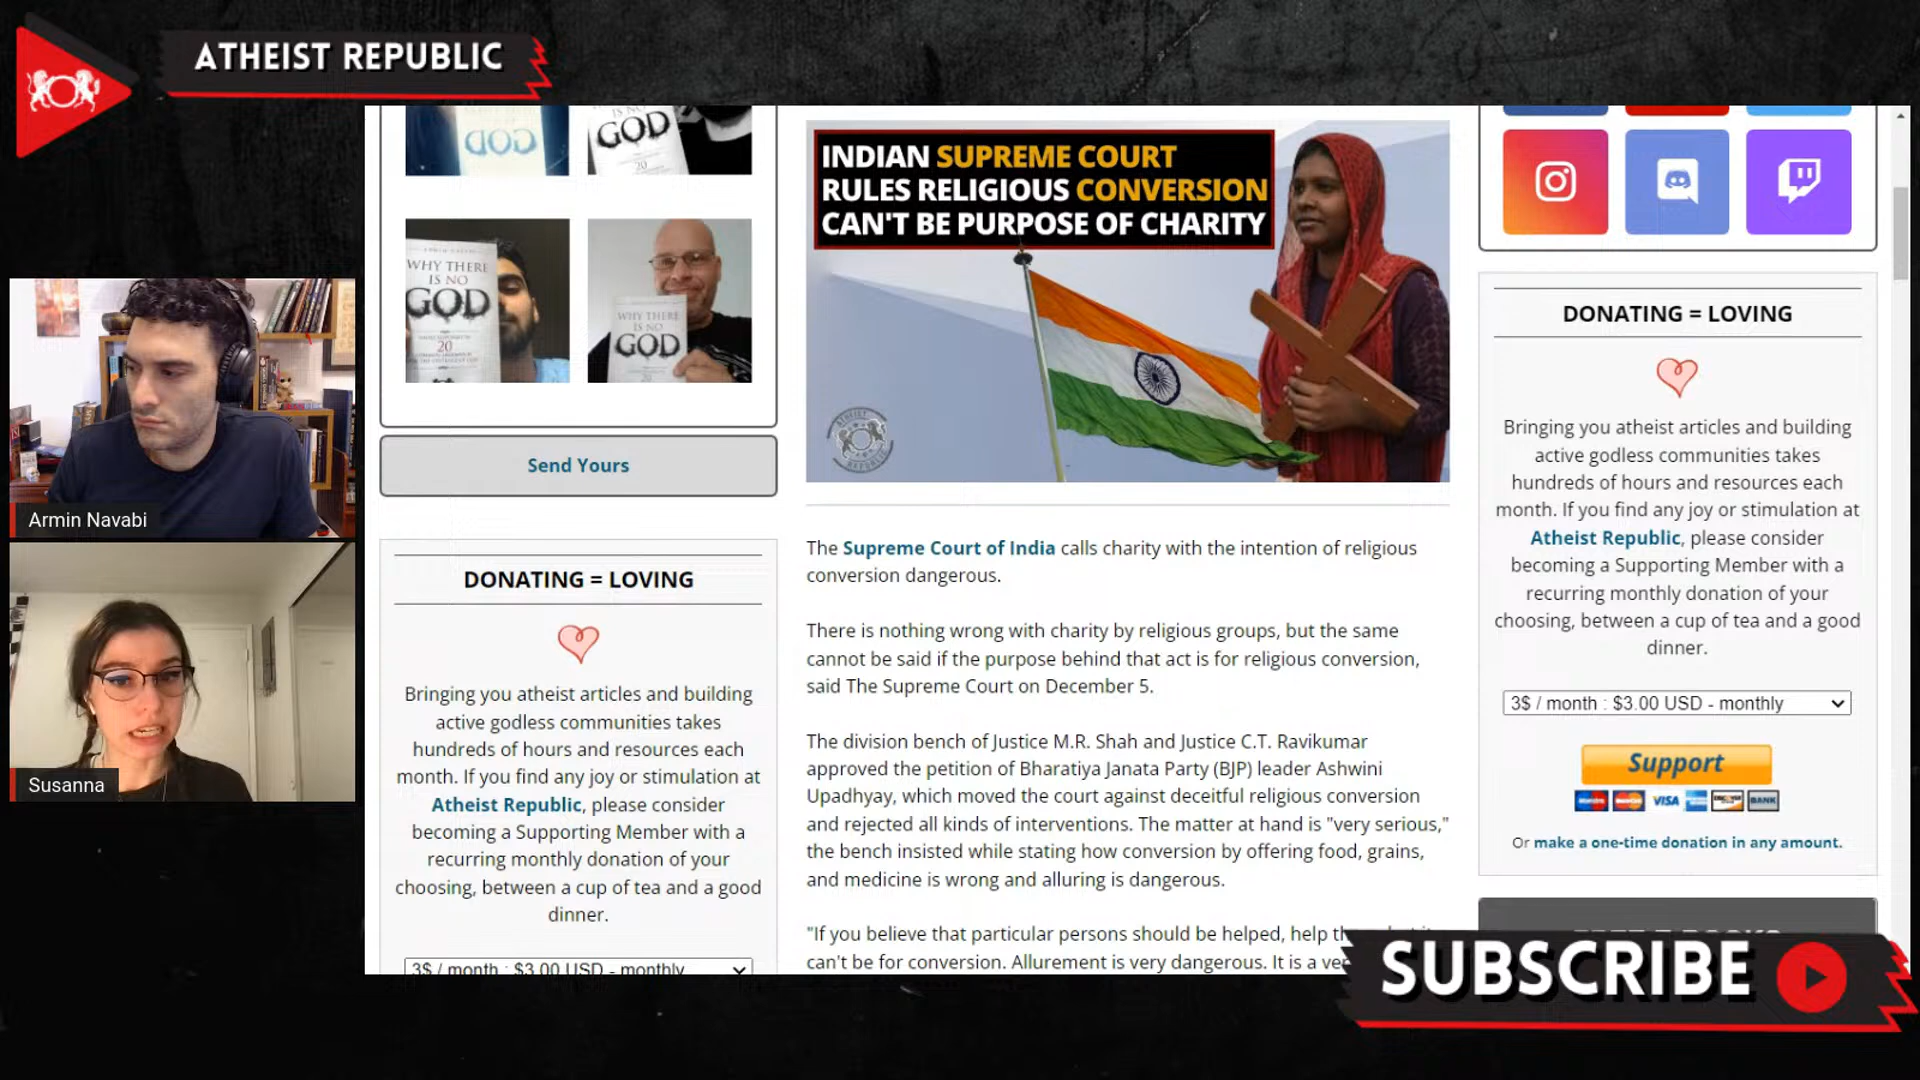 ATHEIST REPUBLIC
GOD
GOD
20
WHY THERE
IS NO
GOD
20
WHY THERE
IS NO
GOD
Send Yours
DONATING = LOVING
Bringing you atheist articles and building
active godless communities takes
hundreds of hours and resources each
month. If you find any joy or stimulation at
Atheist Republic, please consider
becoming a Supporting Member with a
recurring monthly donation of your
choosing, between a cup of tea and a good
dinner.
3$ / month : $3.00 USD - monthly
INDIAN SUPREME COURT
RULES RELIGIOUS CONVERSION
CAN'T BE PURPOSE OF CHARITY
ATHEIST
REPUBLIC
The Supreme Court of India calls charity with the intention of religious
conversion dangerous.
There is nothing wrong with charity by religious groups, but the same
cannot be said if the purpose behind that act is for religious conversion,
said The Supreme Court on December 5.
The division bench of Justice M.R. Shah and Justice C.T. Ravikumar
approved the petition of Bharatiya Janata Party (BJP) leader Ashwini
Upadhyay, which moved the court against deceitful religious conversion
and rejected all kinds of interventions. The matter at hand is "very serious,"
the bench insisted while stating how conversion by offering food, grains,
and medicine is wrong and alluring is dangerous.
"If you believe that particular persons should be helped, help
can't be for conversion. Allurement is very dangerous. It is a
DONATING = LOVING
Bringing you atheist articles and building
active godless communities takes
hundreds of hours and resources each
month. If you find any joy or stimulation at
Atheist Republic, please consider
becoming a Supporting Member with a
recurring monthly donation of your
choosing, between a cup of tea and a good
dinner.
3$ / month : $3.00 USD - monthly
Support
VISA
BANK
Or make a one-time donation in any amount.
Armin Navabi
Susanna
SUBSCRIBE